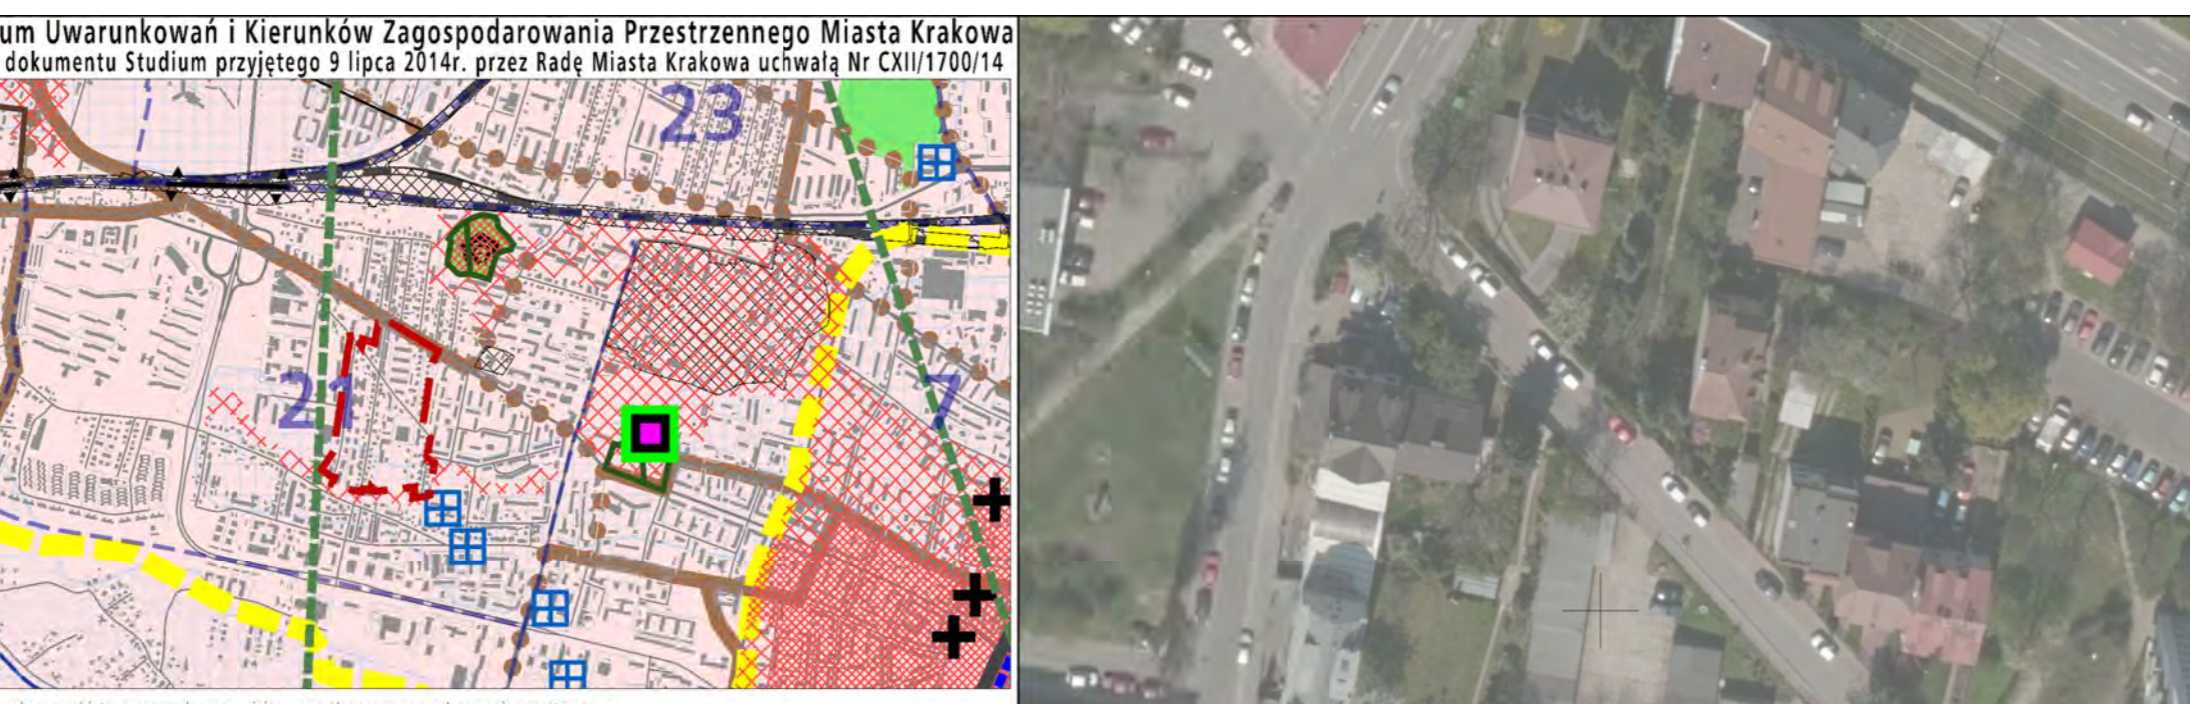 um Uwarunkowań i Kierunków Zagospodarowania Przestrzennego Miasta Krakowa
dokumentu Studium przyjętego 9 lipca 2014r. przez Radę Miasta Krakowa uchwałą Nr CXII/1700/14
23
21
7